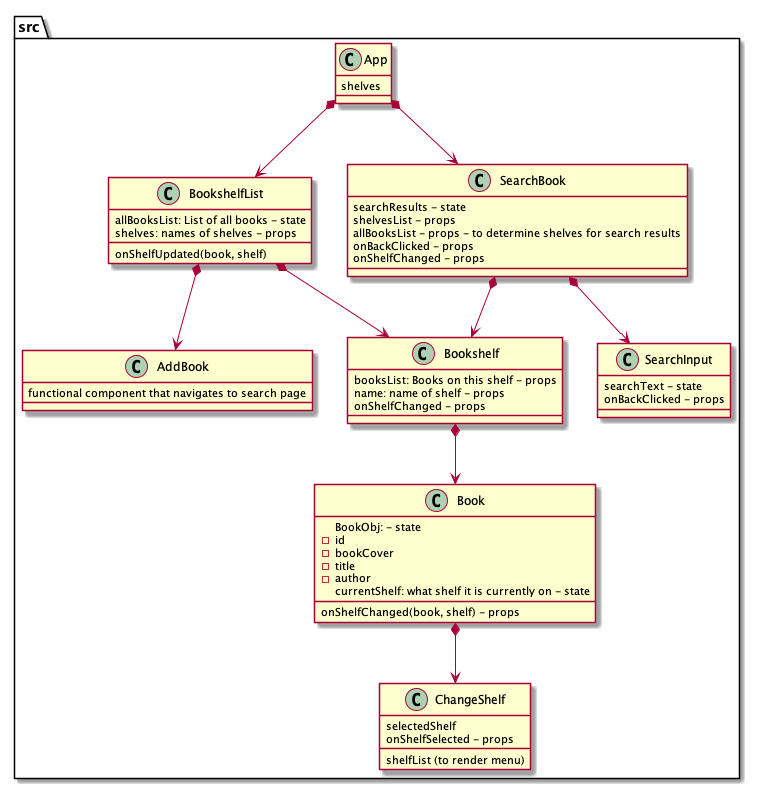 src
C App
shelves
C BookshelfList
allBooksList: List of all books – state
shelves: names of shelves – props
onShelfUpdated(book, shelf)
C SearchBook
searchResults – state
shelvesList – props
allBooksList – props – to determine shelves for search results
onBackClicked – props
onShelfChanged – props
C AddBook
functional component that navigates to search page
C Bookshelf
booksList: Books on this shelf – props
name: name of shelf – props
onShelfChanged – props
C SearchInput
searchText – state
onBackClicked – props
C Book
BookObj: – state
id
bookCover
title
author
currentShelf: what shelf it is currently on – state
onShelfChanged(book, shelf) – props
C ChangeShelf
selectedShelf
onShelfSelected – props
shelfList (to render menu)